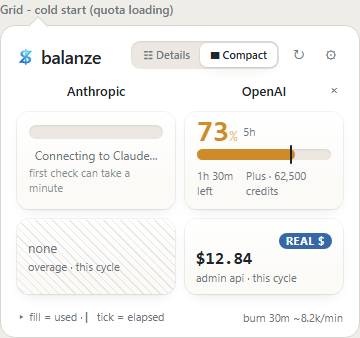 Grid - cold start (quota loading)
balanze
Details
Compact
Anthropic
OpenAI
×
Connecting to Claude...
first check can take a
minute
73% 5h
1h 30m
left
Plus · 62,500
credits
none
overage · this cycle
REAL $
$12.84
admin api · this cycle
‣ fill = used · | tick = elapsed
burn 30m ~8.2k/min